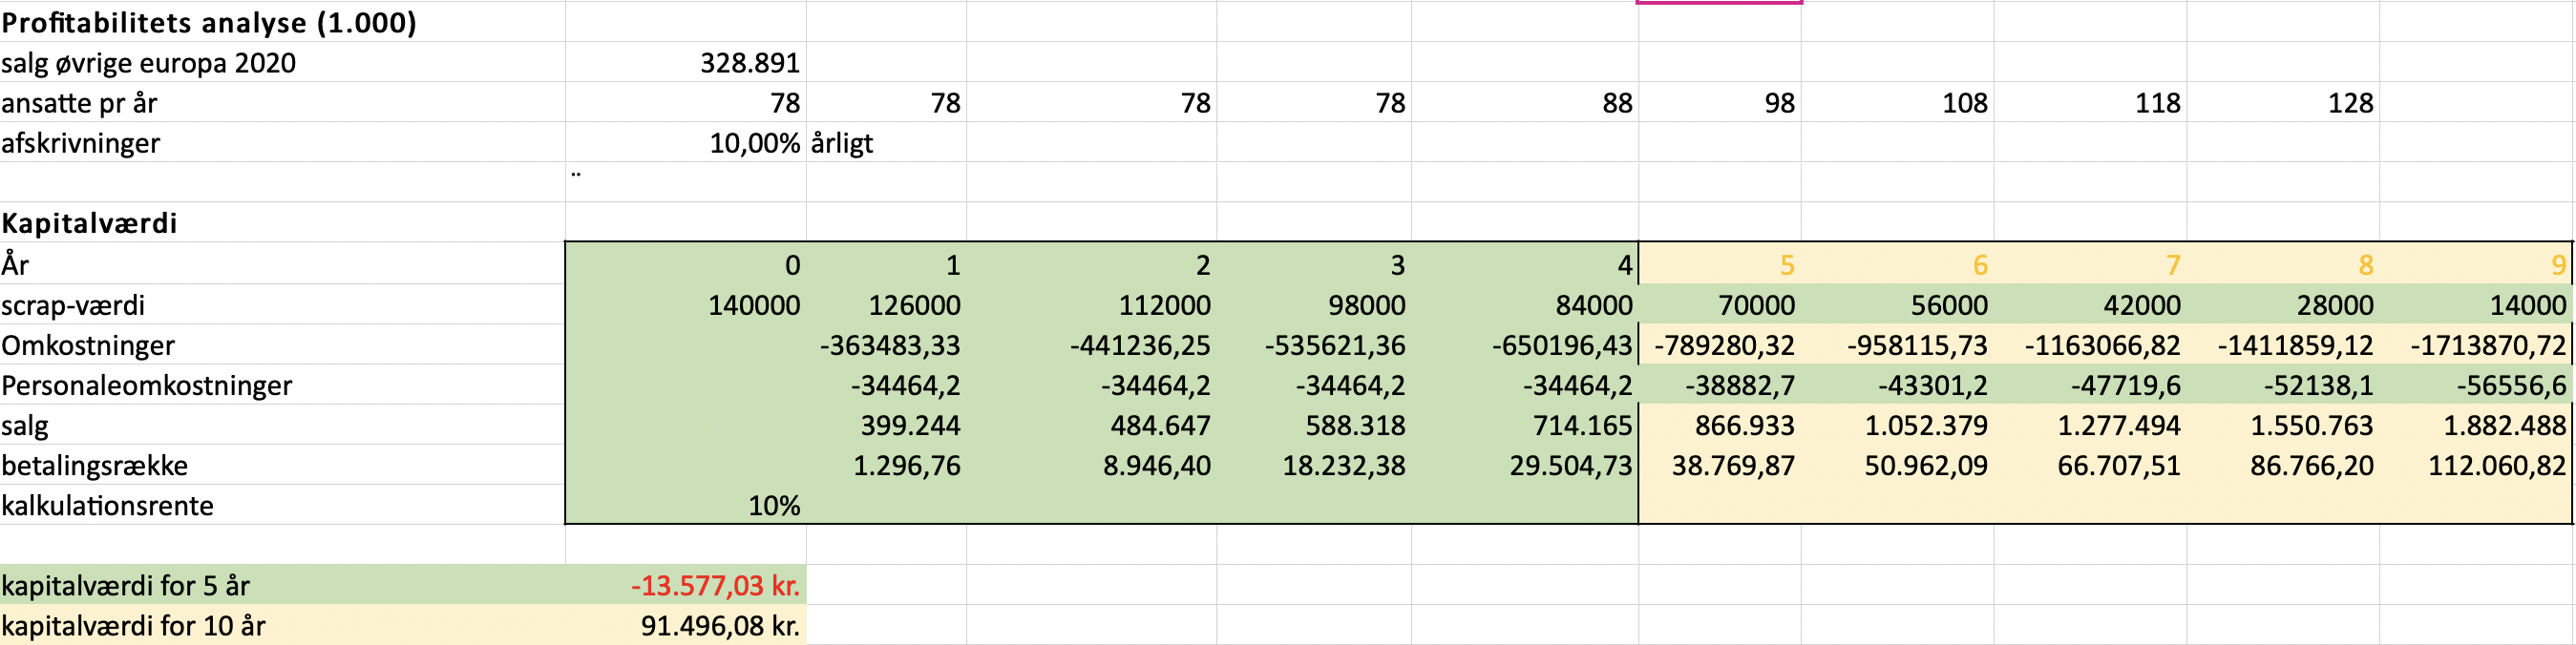 Profitabilitets analyse (1.000)
salg øvrige europa 2020 328.891
ansatte pr år 78 78 78 78 88 98 108 118 128
afskrivninger 10,00% årligt
¨
Kapitalværdi
År 0 1 2 3 4 5 6 7 8 9
scrap-værdi 140000 126000 112000 98000 84000 70000 56000 42000 28000 14000
Omkostninger -363483,33 -441236,25 -535621,36 -650196,43 -789280,32 -958115,73 -1163066,82 -1411859,12 -1713870,72
Personaleomkostninger -34464,2 -34464,2 -34464,2 -34464,2 -38882,7 -43301,2 -47719,6 -52138,1 -56556,6
salg 399.244 484.647 588.318 714.165 866.933 1.052.379 1.277.494 1.550.763 1.882.488
betalingsrække 1.296,76 8.946,40 18.232,38 29.504,73 38.769,87 50.962,09 66.707,51 86.766,20 112.060,82
kalkulationsrente 10%
kapitalværdi for 5 år -13.577,03 kr.
kapitalværdi for 10 år 91.496,08 kr.